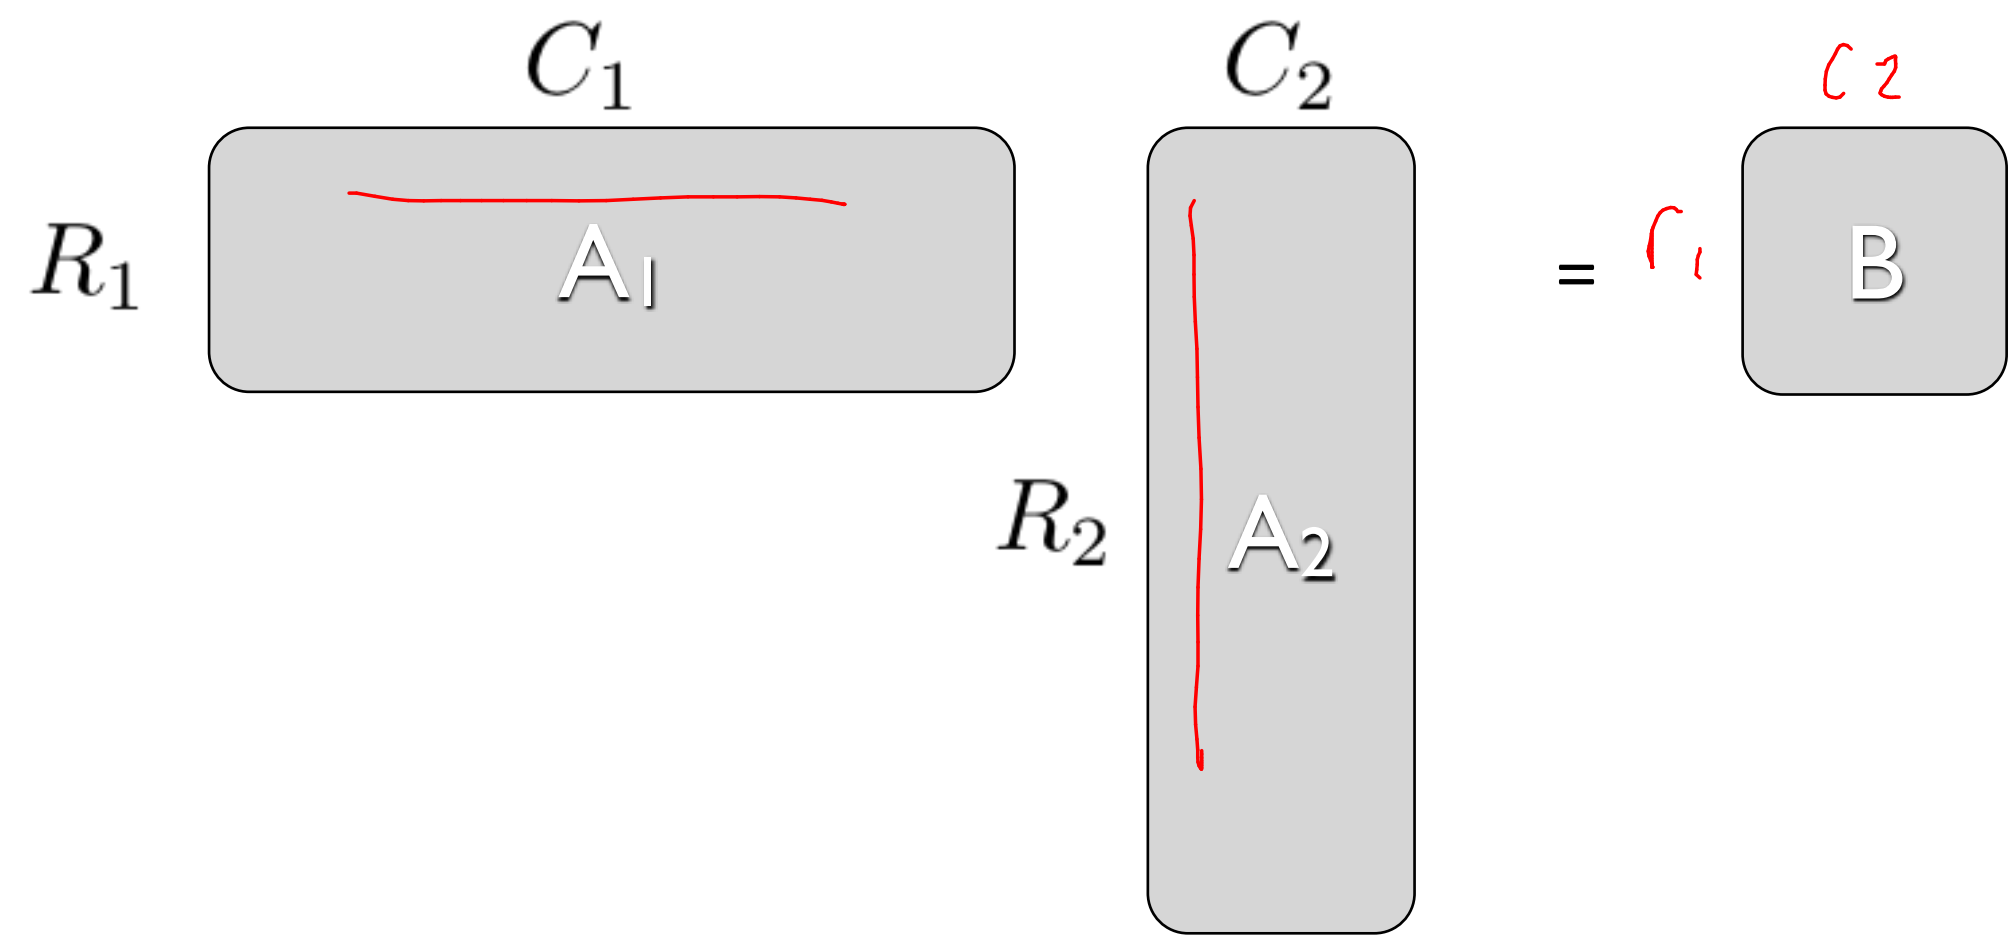 C₁ C₂ C2
R₁ A₁ = r₁ B
R₂ A₂